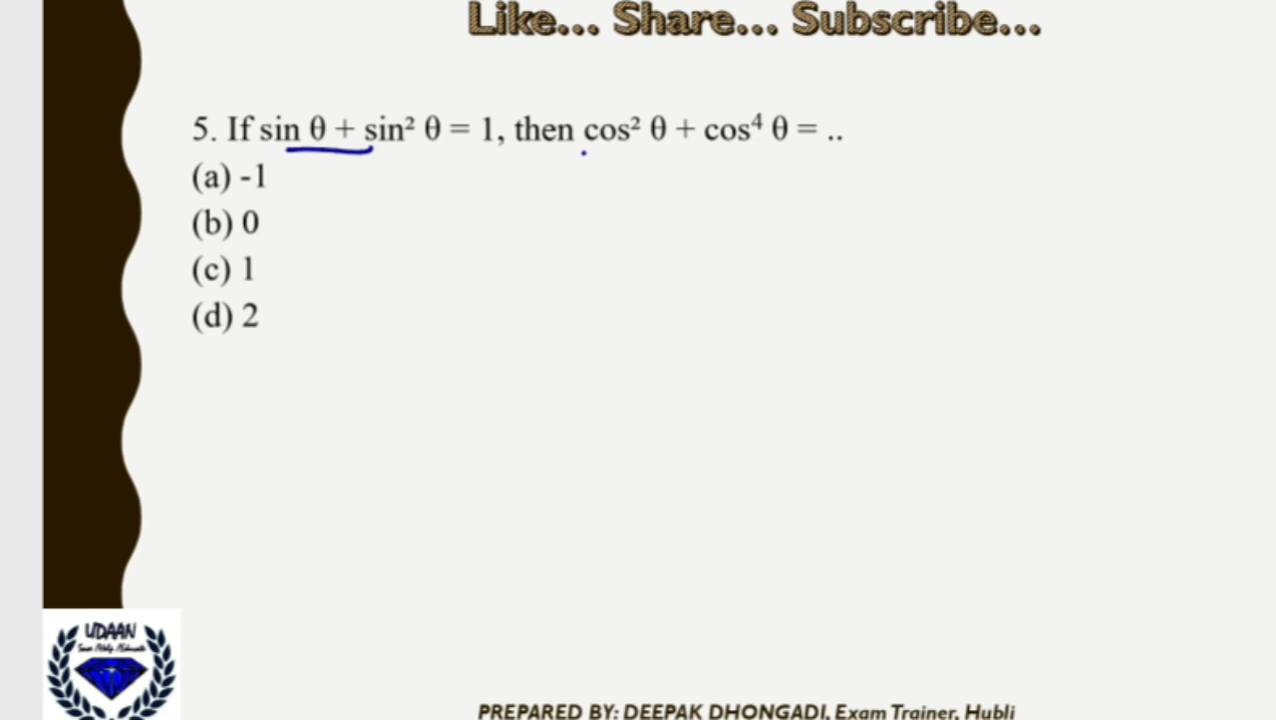 Like... Share... Subscribe...
5. If sin θ + sin² θ = 1, then cos² θ + cos⁴ θ = ..
(a) -1
(b) 0
(c) 1
(d) 2
UDAAN
PREPARED BY: DEEPAK DHONGADI, Exam Trainer, Hubli